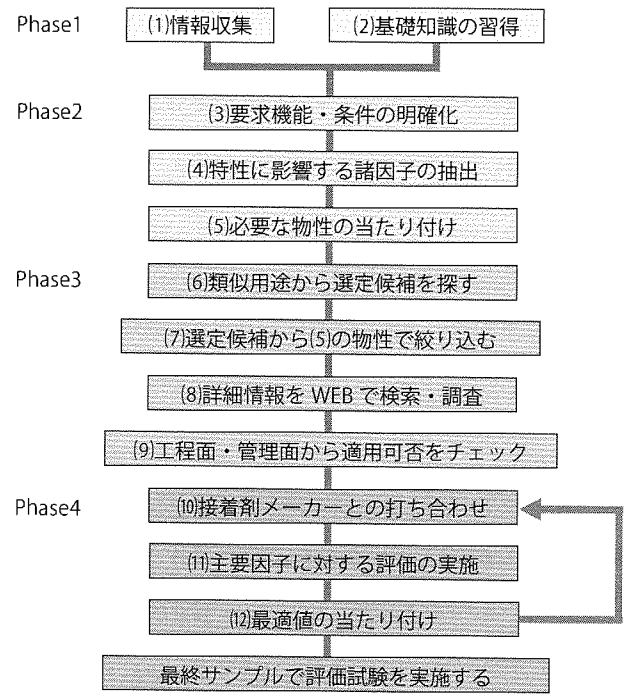 Phase1
(1)情報収集
(2)基礎知識の習得
Phase2
(3)要求機能・条件の明確化
(4)特性に影響する諸因子の抽出
(5)必要な物性の当たり付け
Phase3
(6)類似用途から選定候補を探す
(7)選定候補から(5)の物性で絞り込む
(8)詳細情報をWEBで検索・調査
(9)工程面・管理面から適用可否をチェック
Phase4
(10)接着剤メーカーとの打ち合わせ
(11)主要因子に対する評価の実施
(12)最適値の当たり付け
最終サンプルで評価試験を実施する